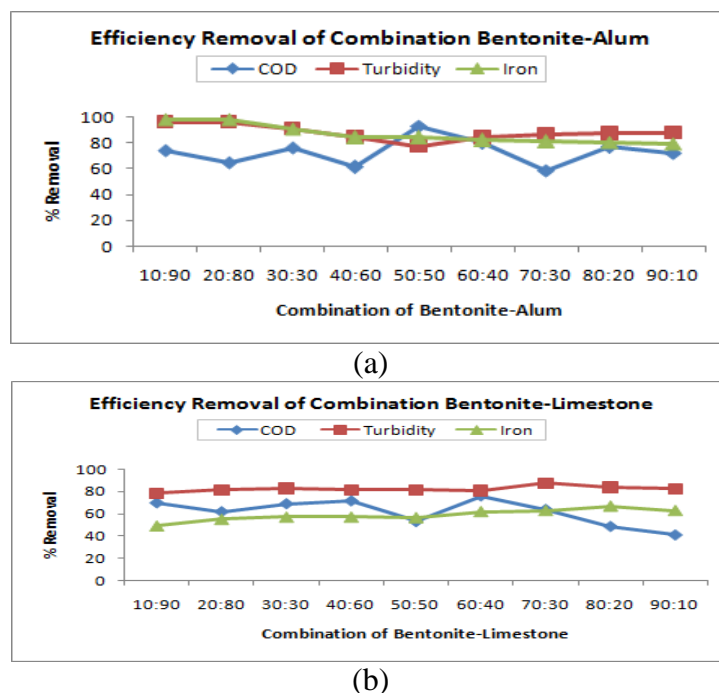 Efficiency Removal of Combination Bentonite-Alum
COD Turbidity Iron
% Removal
100
80
60
40
20
0
10:90 20:80 30:30 40:60 50:50 60:40 70:30 80:20 90:10
Combination of Bentonite-Alum
(a)
Efficiency Removal of Combination Bentonite-Limestone
COD Turbidity Iron
% Removal
100
80
60
40
20
0
10:90 20:80 30:30 40:60 50:50 60:40 70:30 80:20 90:10
Combination of Bentonite-Limestone
(b)